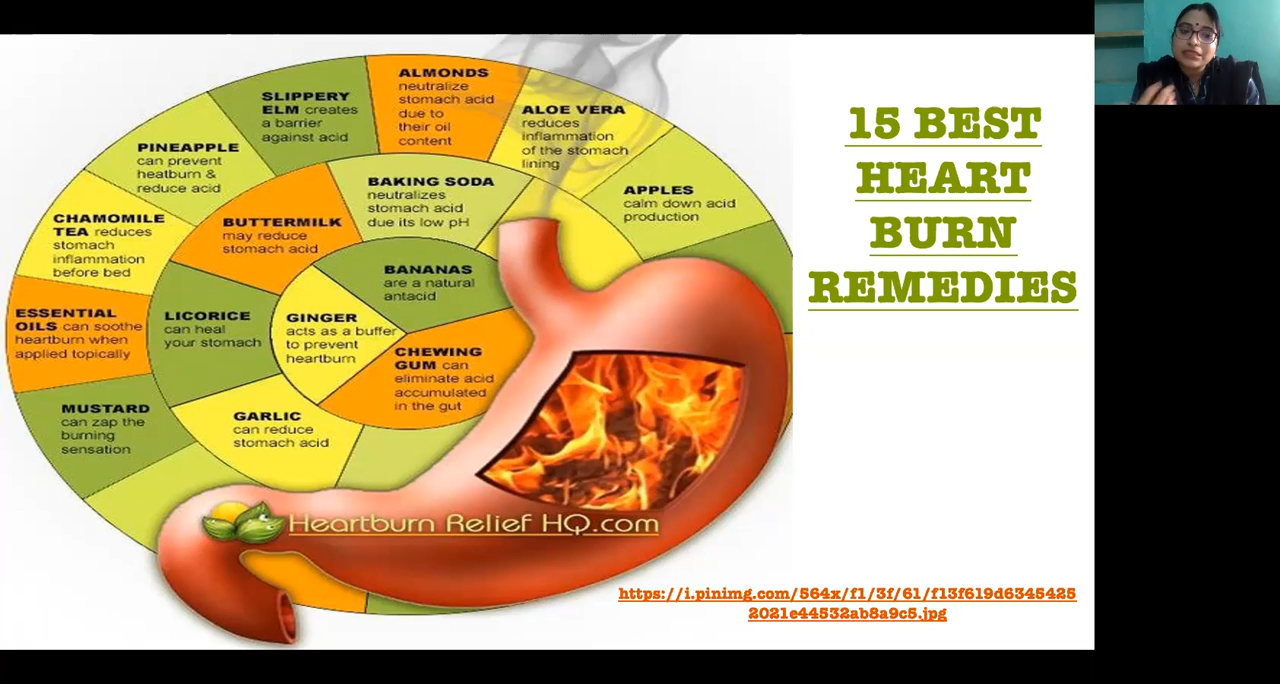 ALMONDS
neutralize
stomach acid
due to
their oil
content
SLIPPERY
ELM creates
a barrier
against acid
ALOE VERA
reduces
inflammation
of the stomach
lining
PINEAPPLE
can prevent
heatburn &
reduce acid
BAKING SODA
neutralizes
stomach acid
due its low pH
APPLES
calm down acid
production
CHAMOMILE
TEA reduces
stomach
inflammation
before bed
BUTTERMILK
may reduce
stomach acid
BANANAS
are a natural
antacid
ESSENTIAL
OILS can soothe
heartburn when
applied topically
LICORICE
can heal
your stomach
GINGER
acts as a buffer
to prevent
heartburn
CHEWING
GUM can
eliminate acid
accumulated
in the gut
MUSTARD
can zap the
burning
sensation
GARLIC
can reduce
stomach acid
Heartburn Relief HQ.com
15 BEST
HEART
BURN
REMEDIES
https://i.pinimg.com/564x/f1/3f/61/f13f619d6345425
2021e44532ab8a9c5.jpg